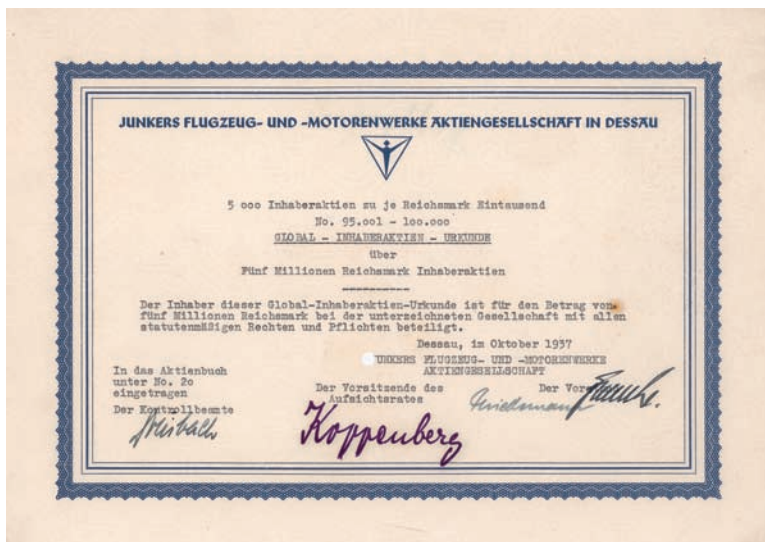 JUNKERS FLUGZEUG- UND -MOTORENWERKE AKTIENGESELLSCHAFT IN DESSAU
5 ooo Inhaberaktien zu je Reichsmark Eintausend
No. 95.oo1 - 1oo.ooo
GLOBAL - INHABERAKTIEN - URKUNDE
über
Fünf Millionen Reichsmark Inhaberaktien
----------
Der Inhaber dieser Global-Inhaberaktien-Urkunde ist für den Betrag von
fünf Millionen Reichsmark bei der unterzeichneten Gesellschaft mit allen
statutenmäßigen Rechten und Pflichten beteiligt.
Dessau, im Oktober 1937
UNKERS FLUGZEUG- UND -MOTORENWERKE
AKTIENGESELLSCHAFT
In das Aktienbuch
unter No. 2o
eingetragen
Der Kontrollbeamte
Der Vorsitzende des
Aufsichtsrates
Der Vors
Koppenberg